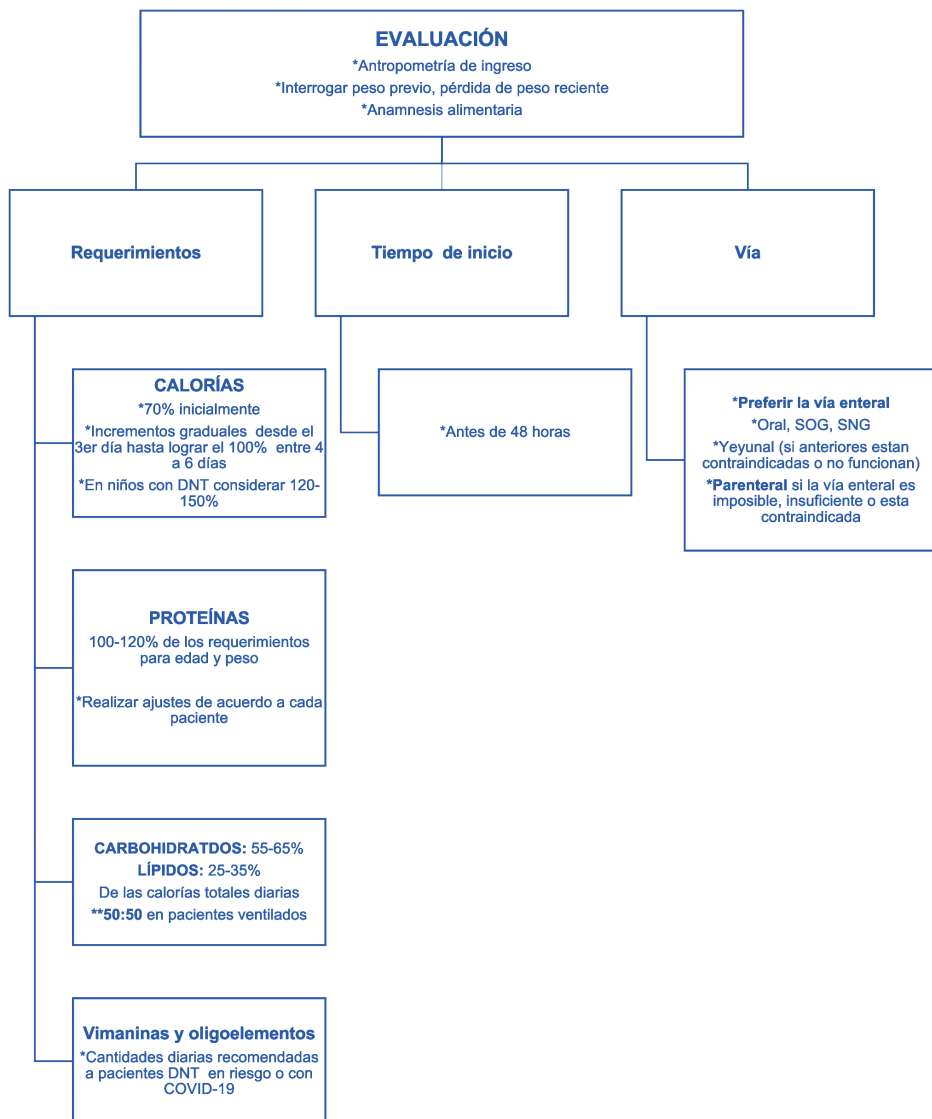 EVALUACIÓN
*Antropometría de ingreso
*Interrogar peso previo, pérdida de peso reciente
*Anamnesis alimentaria
Requerimientos
Tiempo de inicio
Vía
CALORÍAS
*70% inicialmente
*Incrementos graduales desde el
3er día hasta lograr el 100% entre 4
a 6 días
*En niños con DNT considerar 120-
150%
*Antes de 48 horas
*Preferir la vía enteral
*Oral, SOG, SNG
*Yeyunal (si anteriores estan
contraindicadas o no funcionan)
*Parenteral si la vía enteral es
imposible, insuficiente o esta
contraindicada
PROTEÍNAS
100-120% de los requerimientos
para edad y peso
*Realizar ajustes de acuerdo a cada
paciente
CARBOHIDRATDOS: 55-65%
LÍPIDOS: 25-35%
De las calorías totales diarias
**50:50 en pacientes ventilados
Vimaninas y oligoelementos
*Cantidades diarias recomendadas
a pacientes DNT en riesgo o con
COVID-19